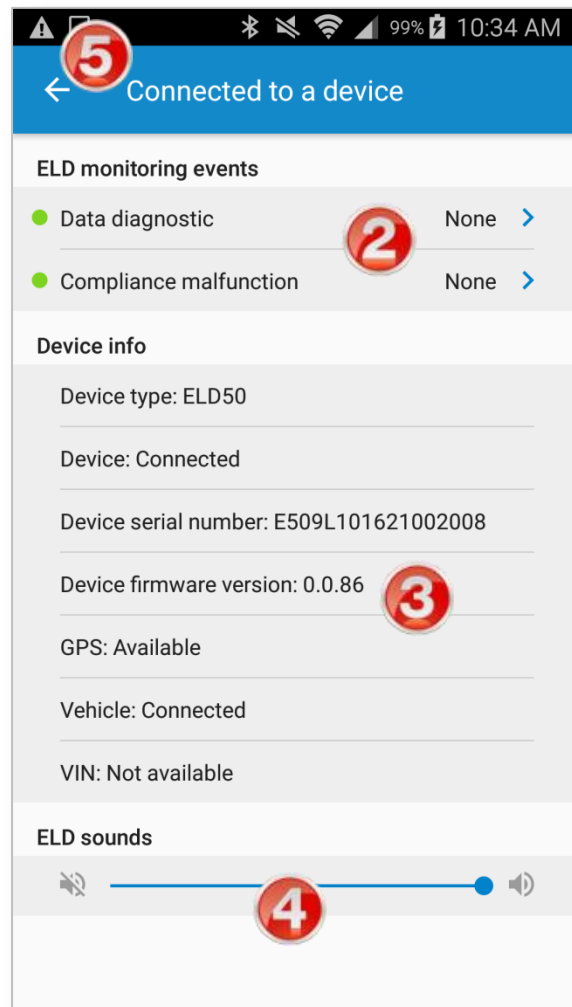 99% 10:34 AM
5
Connected to a device
ELD monitoring events
Data diagnostic None
2
Compliance malfunction None
Device info
Device type: ELD50
Device: Connected
Device serial number: E509L101621002008
Device firmware version: 0.0.86
3
GPS: Available
Vehicle: Connected
VIN: Not available
ELD sounds
4